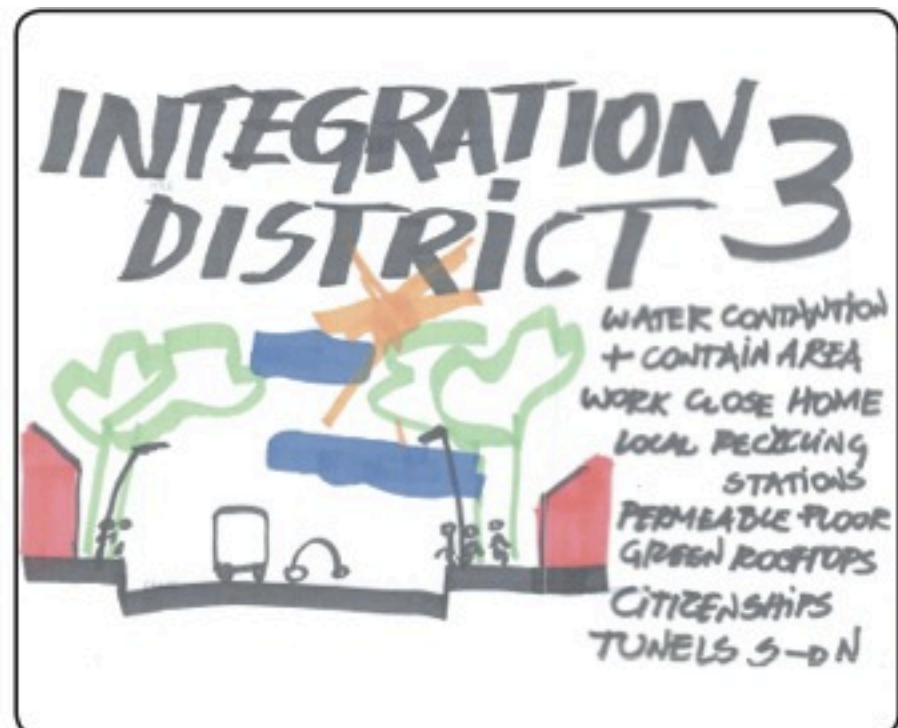 INTEGRATION
DISTRiCT 3
WATER CONTANTION
+ CONTAIN AREA
WORK CLOSE HOME
LOCAL RECYCLING
STATiONS
PERMEABLE FLOOR
GREEN ROOFTOPS
CiTiZENSHiPS
TUNELS S→N